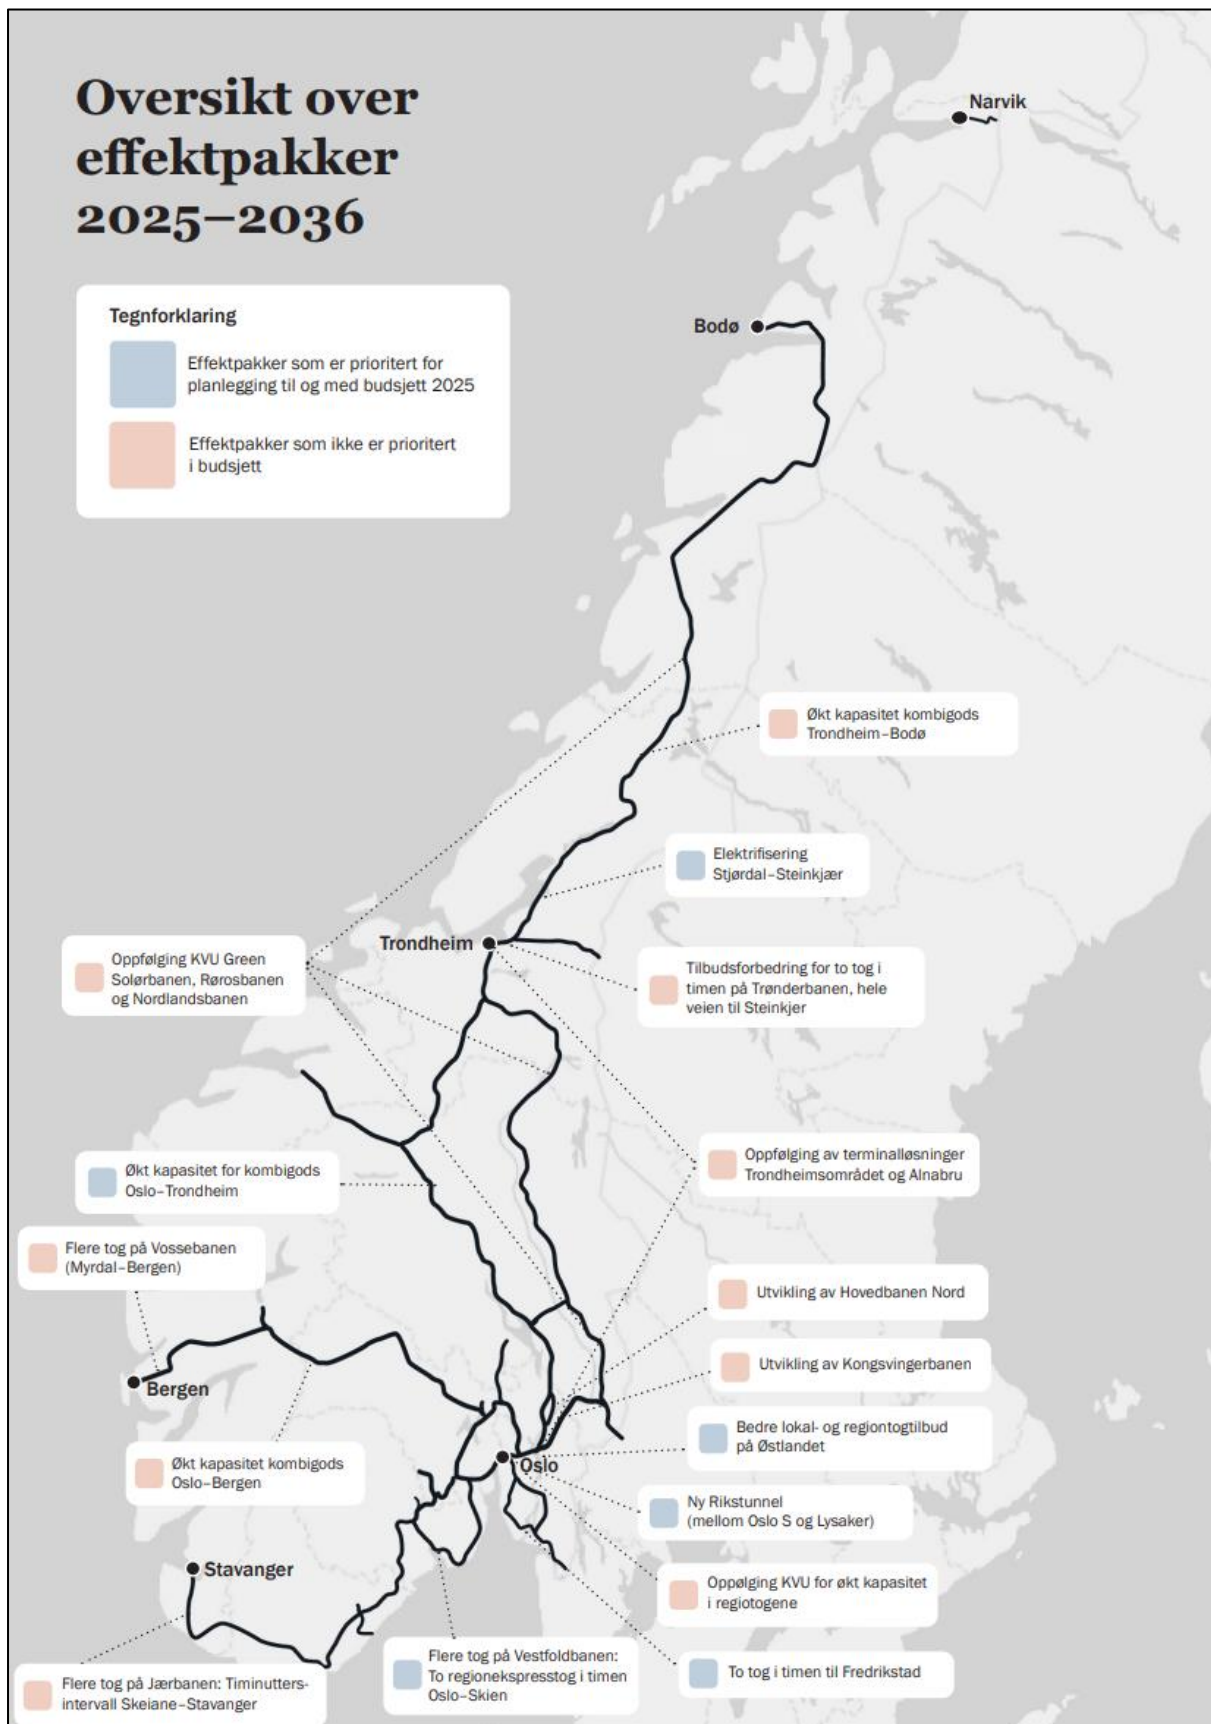 Oversikt over
effektpakker
2025–2036
Tegnforklaring
Effektpakker som er prioritert for
planlegging til og med budsjett 2025
Effektpakker som ikke er prioritert
i budsjett
Narvik
Bodø
Økt kapasitet kombigods
Trondheim–Bodø
Elektrifisering
Stjørdal–Steinkjær
Trondheim
Oppfølging KVU Green
Solørbanen, Rørosbanen
og Nordlandsbanen
Tilbudsforbedring for to tog i
timen på Trønderbanen, hele
veien til Steinkjer
Oppfølging av terminalløsninger
Trondheimsområdet og Alnabru
Økt kapasitet for kombigods
Oslo–Trondheim
Flere tog på Vossebanen
(Myrdal–Bergen)
Utvikling av Hovedbanen Nord
Utvikling av Kongsvingerbanen
Bergen
Bedre lokal- og regiontogtilbud
på Østlandet
Økt kapasitet kombigods
Oslo–Bergen
Oslo
Ny Rikstunnel
(mellom Oslo S og Lysaker)
Stavanger
Oppølging KVU for økt kapasitet
i regiotogene
Flere tog på Vestfoldbanen:
To regionekspresstog i timen
Oslo–Skien
To tog i timen til Fredrikstad
Flere tog på Jærbanen: Timinutters-
intervall Skeiane–Stavanger